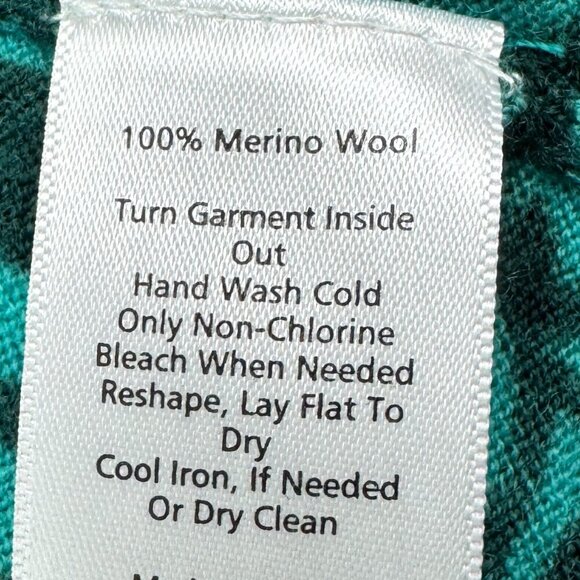 100% Merino Wool
Turn Garment Inside
Out
Hand Wash Cold
Only Non-Chlorine
Bleach When Needed
Reshape, Lay Flat To
Dry
Cool Iron, If Needed
Or Dry Clean